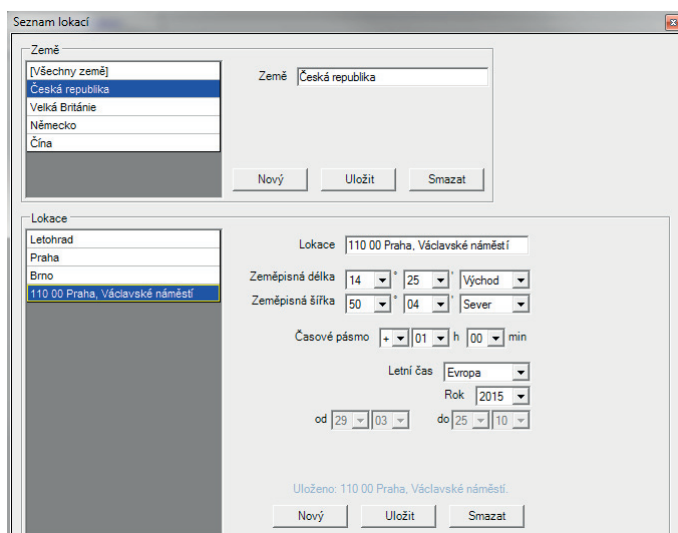 Seznam lokací
Země
[Všechny země]
Česká republika
Velká Británie
Německo
Čína
Země Česká republika
Nový Uložit Smazat
Lokace
Letohrad
Praha
Brno
110 00 Praha, Václavské náměstí
Lokace 110 00 Praha, Václavské náměstí
Zeměpisná délka 14 ° 25 ' Východ
Zeměpisná šířka 50 ° 04 ' Sever
Časové pásmo + 01 h 00 min
Letní čas Evropa
Rok 2015
od 29 03 do 25 10
Uloženo: 110 00 Praha, Václavské náměstí.
Nový Uložit Smazat